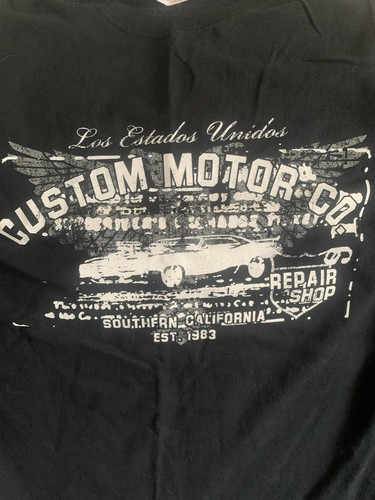 Los Estados Unidos
CUSTOM MOTOR CO.
REPAIR
SHOP
SOUTHERN CALIFORNIA
EST. 1983